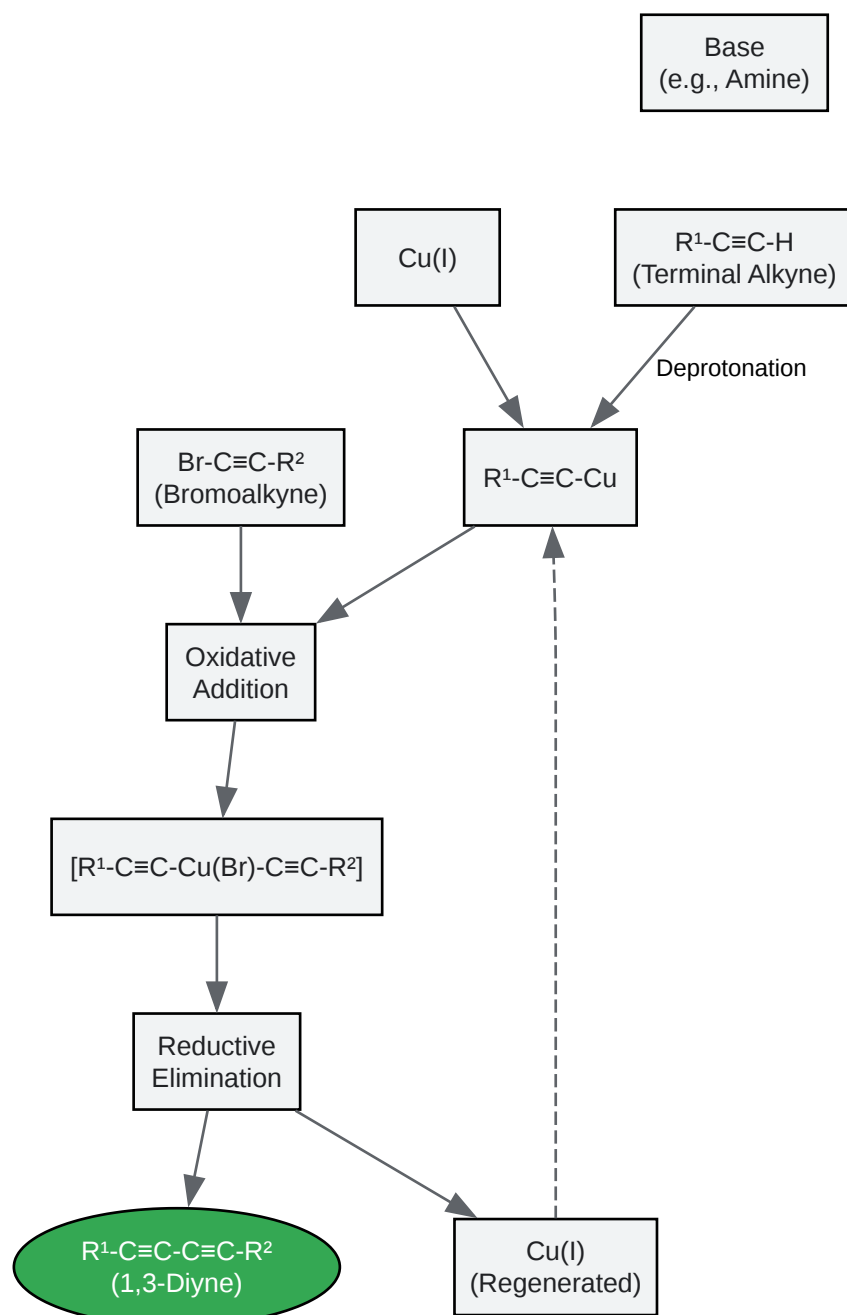 Base
(e.g., Amine)
Cu(I)
R¹-C≡C-H
(Terminal Alkyne)
Deprotonation
Br-C≡C-R²
(Bromoalkyne)
R¹-C≡C-Cu
Oxidative
Addition
[R¹-C≡C-Cu(Br)-C≡C-R²]
Reductive
Elimination
R¹-C≡C-C≡C-R²
(1,3-Diyne)
Cu(I)
(Regenerated)